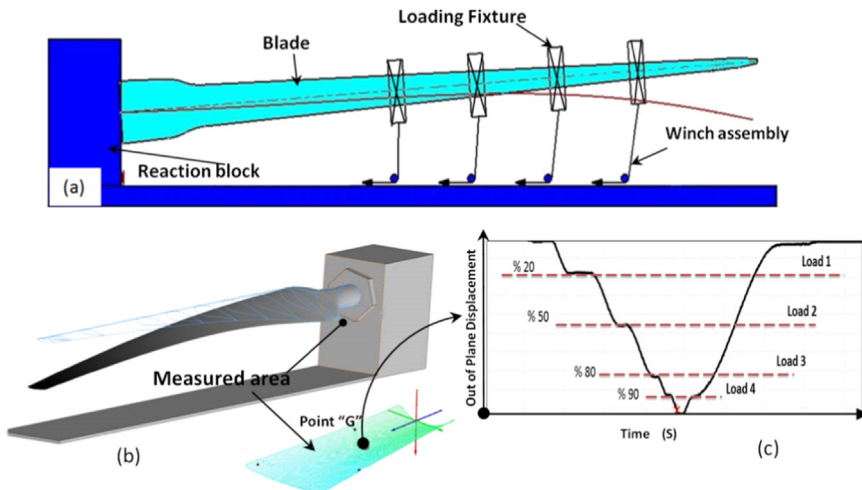 Loading Fixture
Blade
Winch assembly
Reaction block
(a)
Measured area
Point “G”
(b)
Out of Plane Displacement
% 20
Load 1
% 50
Load 2
% 80
Load 3
% 90
Load 4
Time (S)
(c)